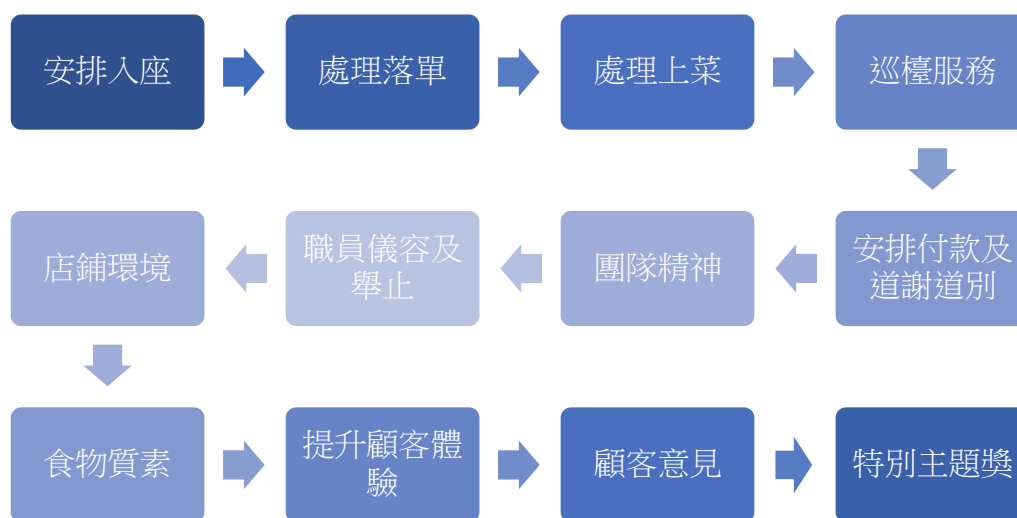 安排入座
處理落單
處理上菜
巡檯服務
安排付款及
道謝道別
團隊精神
職員儀容及
舉止
店鋪環境
食物質素
提升顧客體
驗
顧客意見
特別主題獎